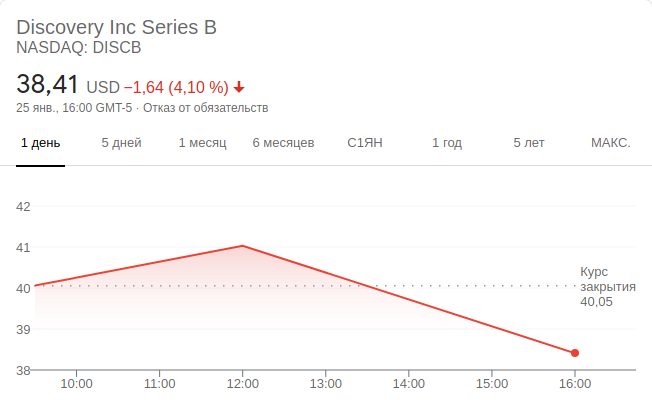 Discovery Inc Series B
NASDAQ: DISCB
38,41 USD −1,64 (4,10 %)
25 янв., 16:00 GMT-5 · Отказ от обязательств
1 день 5 дней 1 месяц 6 месяцев С1ЯН 1 год 5 лет МАКС.
42
41
40
39
38
Курс
закрытия
40,05
10:00 11:00 12:00 13:00 14:00 15:00 16:00